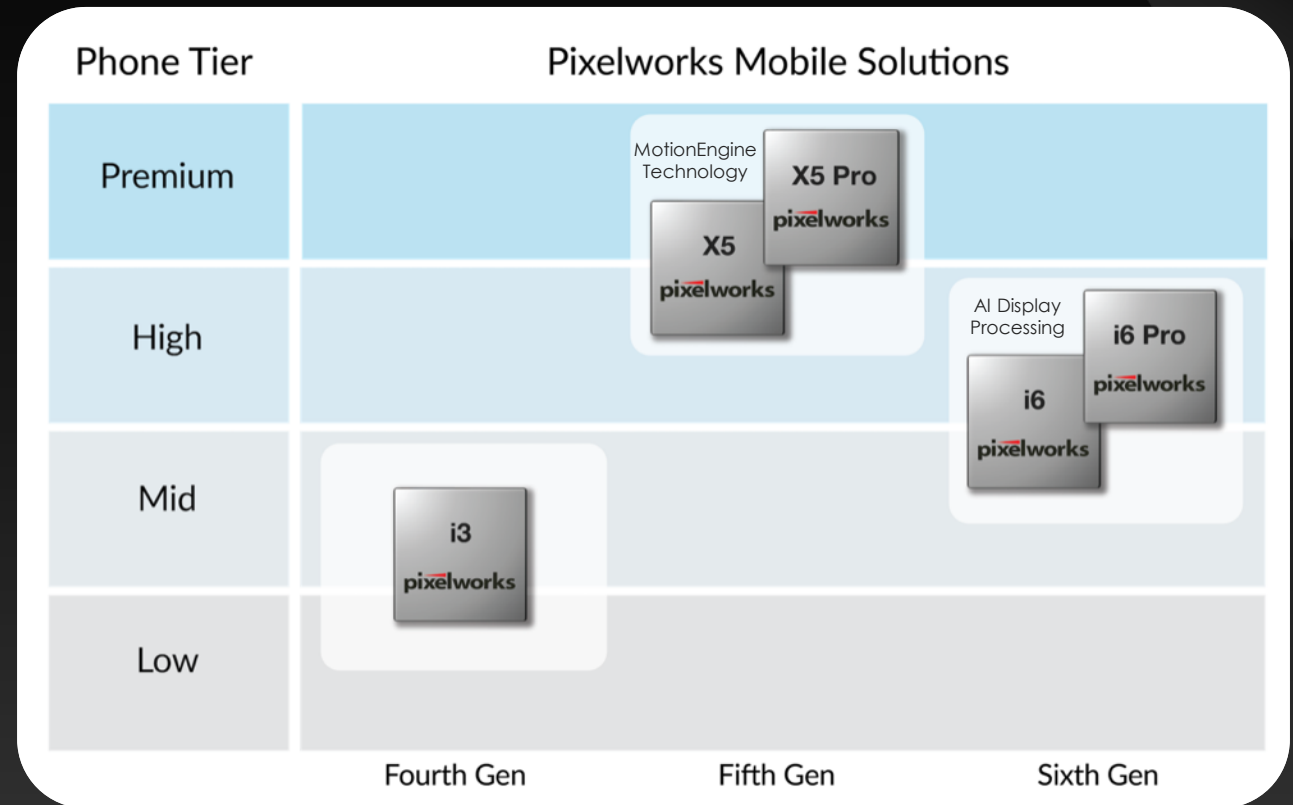 Phone Tier
Pixelworks Mobile Solutions
Premium
MotionEngine
Technology
X5 Pro
pixelworks
X5
pixelworks
High
AI Display
Processing
i6 Pro
pixelworks
i6
pixelworks
Mid
i3
pixelworks
Low
Fourth Gen
Fifth Gen
Sixth Gen